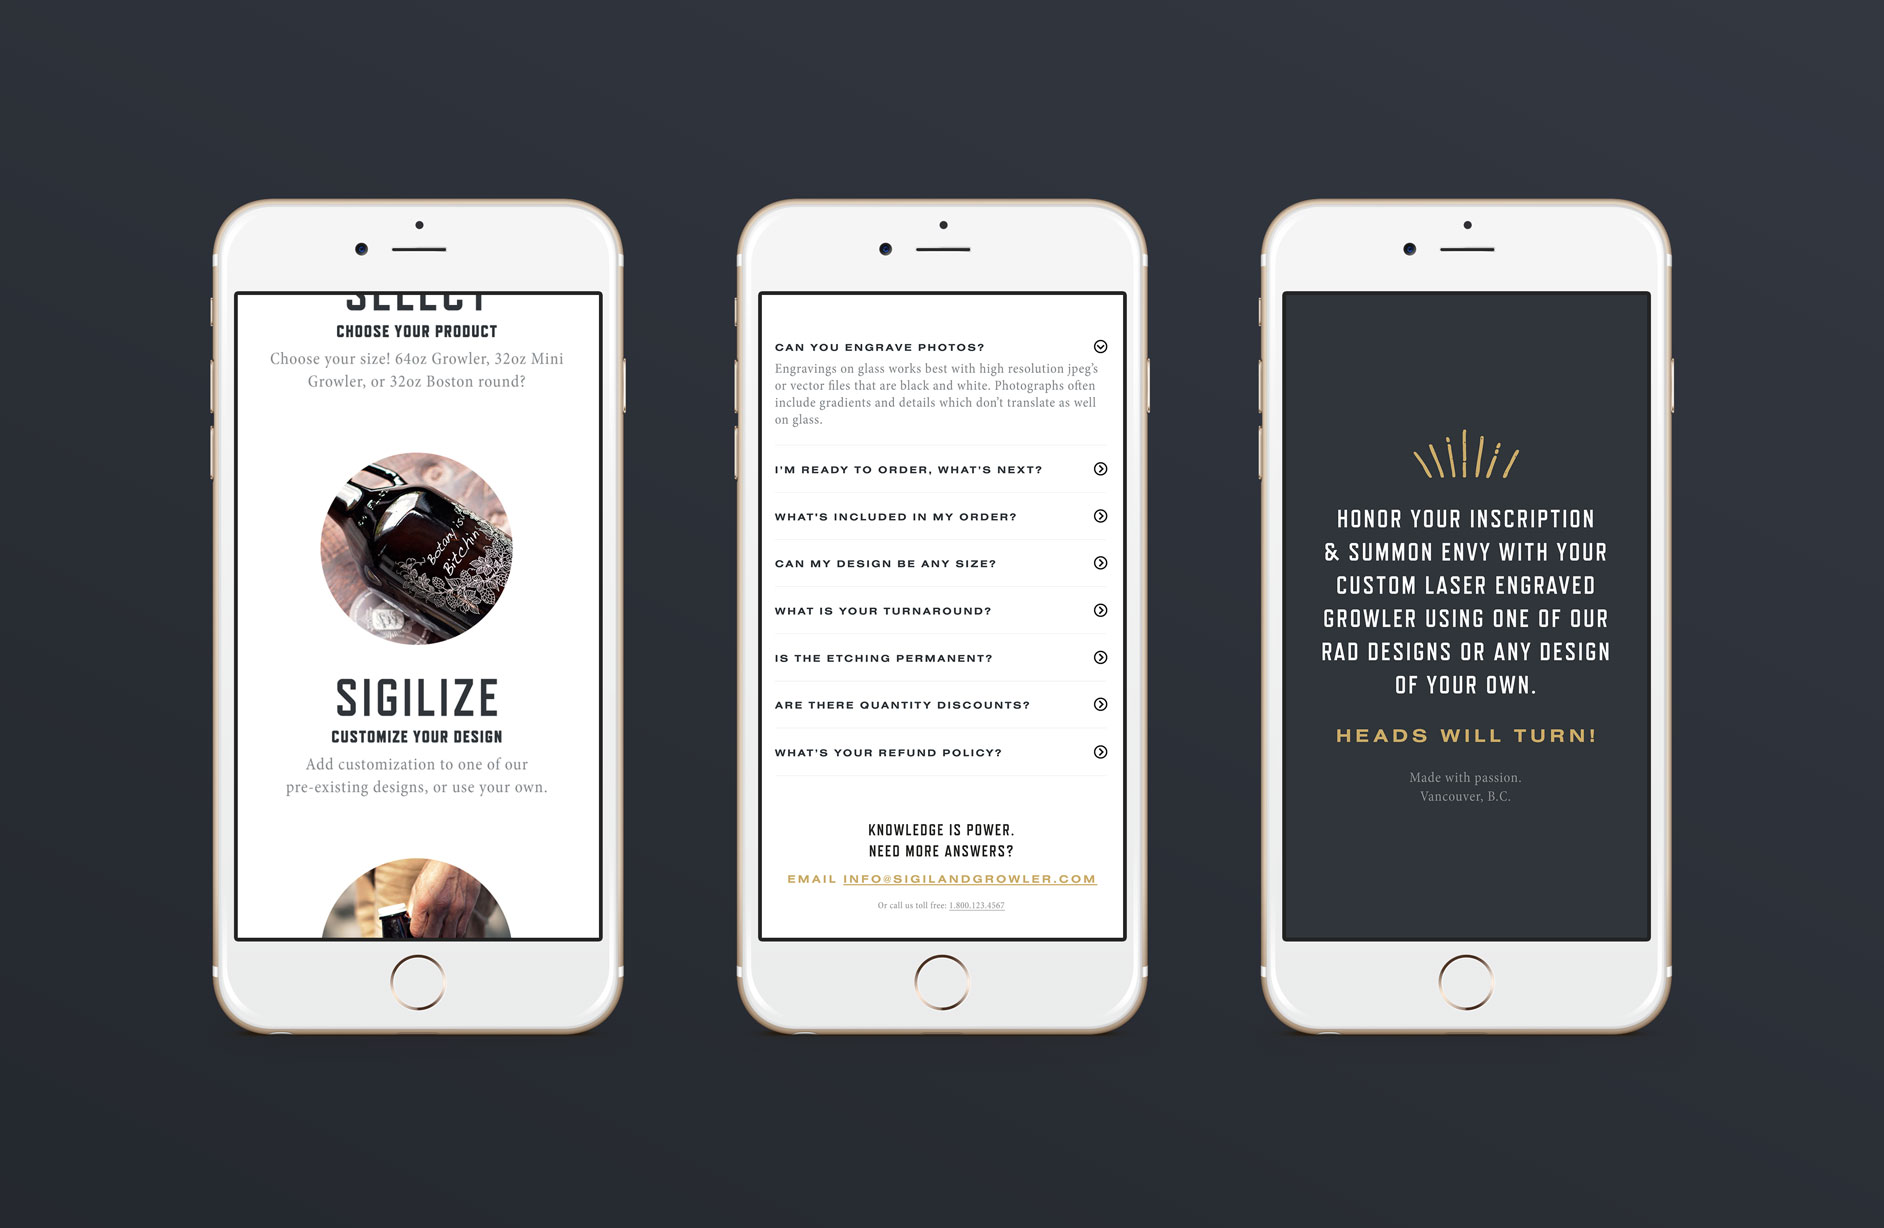 SELECT
CHOOSE YOUR PRODUCT
Choose your size! 64oz Growler, 32oz Mini
Growler, or 32oz Boston round?
Botany is
Bitchin'
SIGILIZE
CUSTOMIZE YOUR DESIGN
Add customization to one of our
pre-existing designs, or use your own.
CAN YOU ENGRAVE PHOTOS?
Engravings on glass works best with high resolution jpeg's
or vector files that are black and white. Photographs often
include gradients and details which don't translate as well
on glass.
I'M READY TO ORDER, WHAT'S NEXT?
WHAT'S INCLUDED IN MY ORDER?
CAN MY DESIGN BE ANY SIZE?
WHAT IS YOUR TURNAROUND?
IS THE ETCHING PERMANENT?
ARE THERE QUANTITY DISCOUNTS?
WHAT'S YOUR REFUND POLICY?
KNOWLEDGE IS POWER.
NEED MORE ANSWERS?
EMAIL INFO@SIGILANDGROWLER.COM
Or call us toll free: 1.800.123.4567
HONOR YOUR INSCRIPTION
& SUMMON ENVY WITH YOUR
CUSTOM LASER ENGRAVED
GROWLER USING ONE OF OUR
RAD DESIGNS OR ANY DESIGN
OF YOUR OWN.
HEADS WILL TURN!
Made with passion.
Vancouver, B.C.